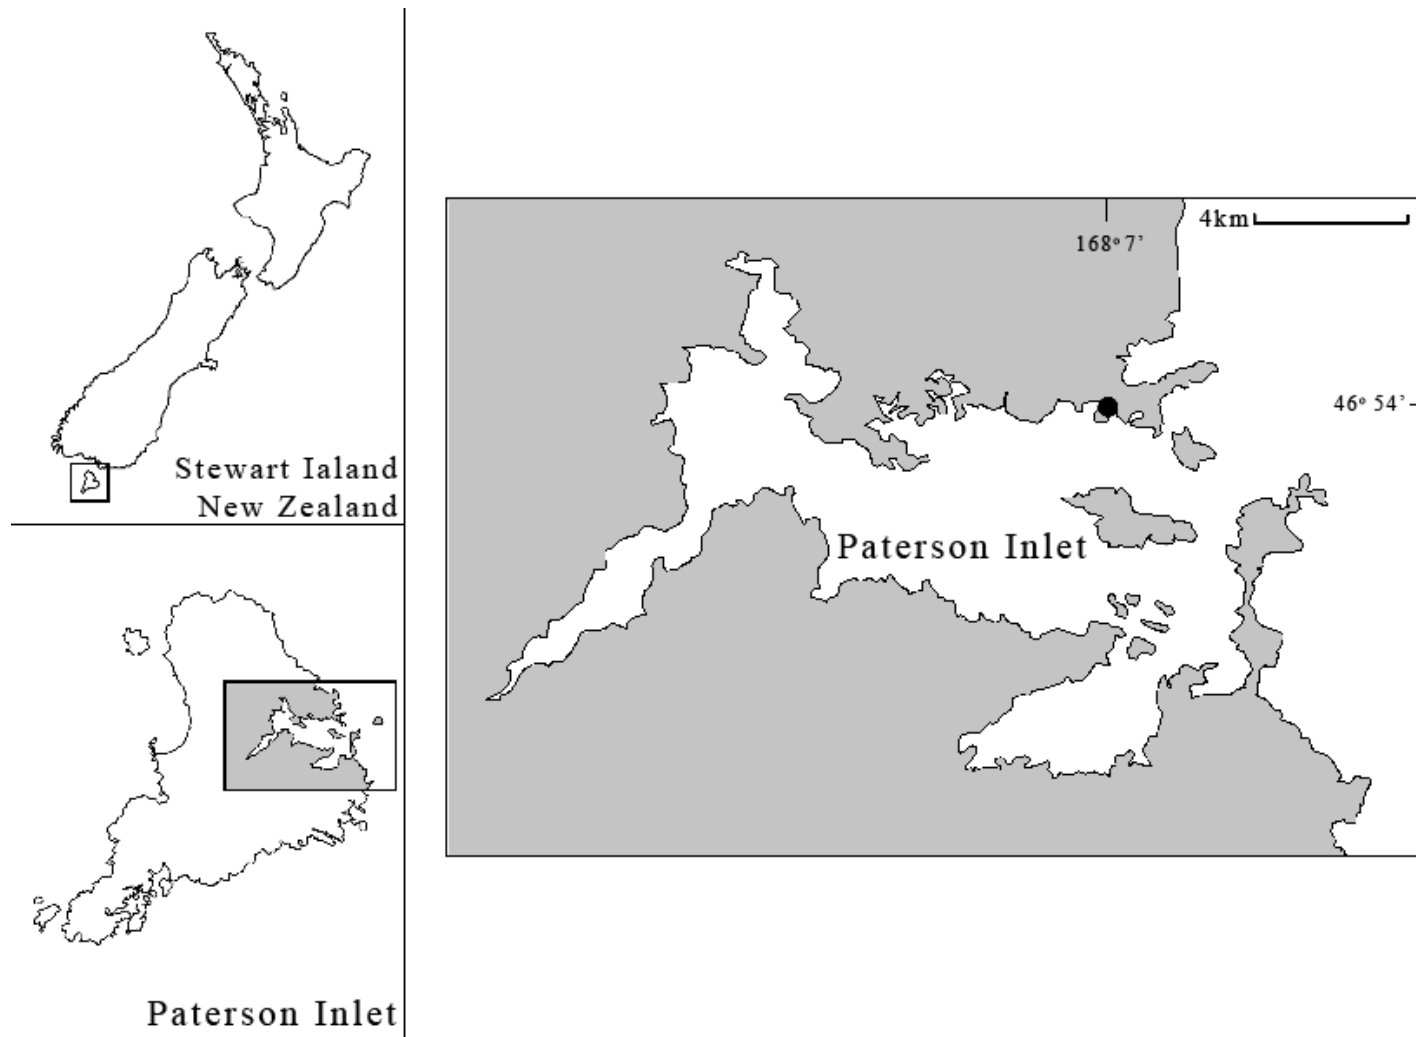 Stewart Ialand
New Zealand
Paterson Inlet
4km
168° 7'
46° 54'
Paterson Inlet